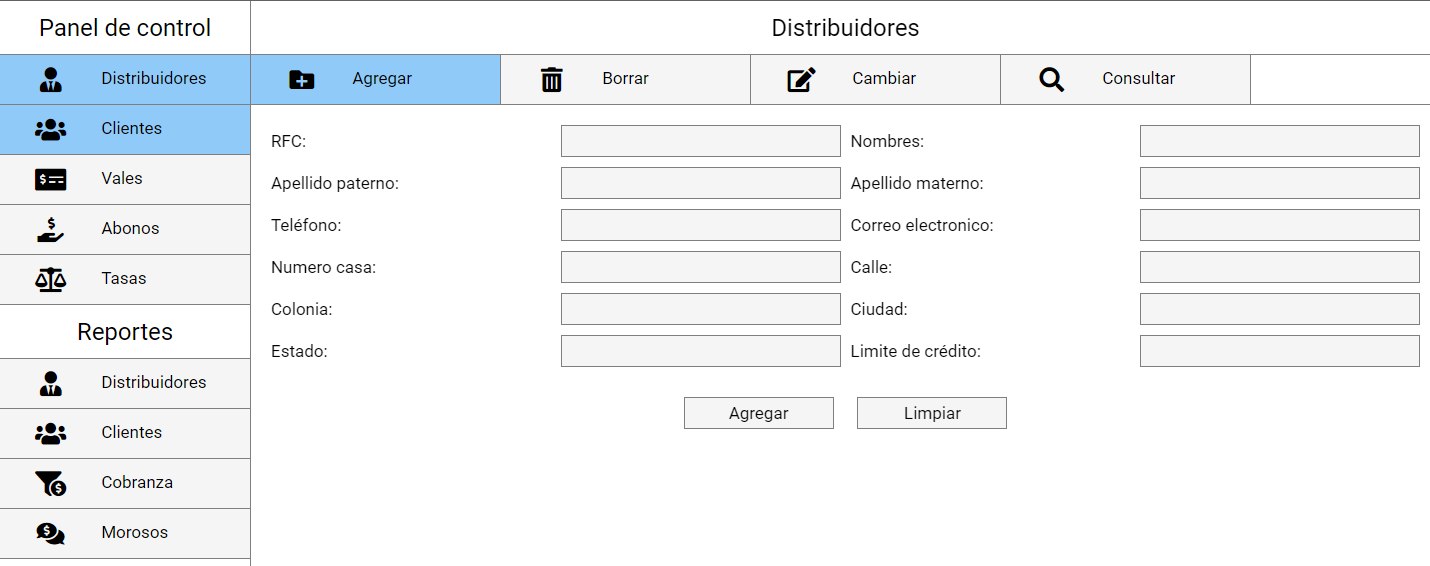 Panel de control
Distribuidores
Clientes
Vales
Abonos
Tasas
Reportes
Distribuidores
Clientes
Cobranza
Morosos
Distribuidores
Agregar Borrar Cambiar Consultar
RFC: Nombres:
Apellido paterno: Apellido materno:
Teléfono: Correo electronico:
Numero casa: Calle:
Colonia: Ciudad:
Estado: Limite de crédito:
Agregar Limpiar